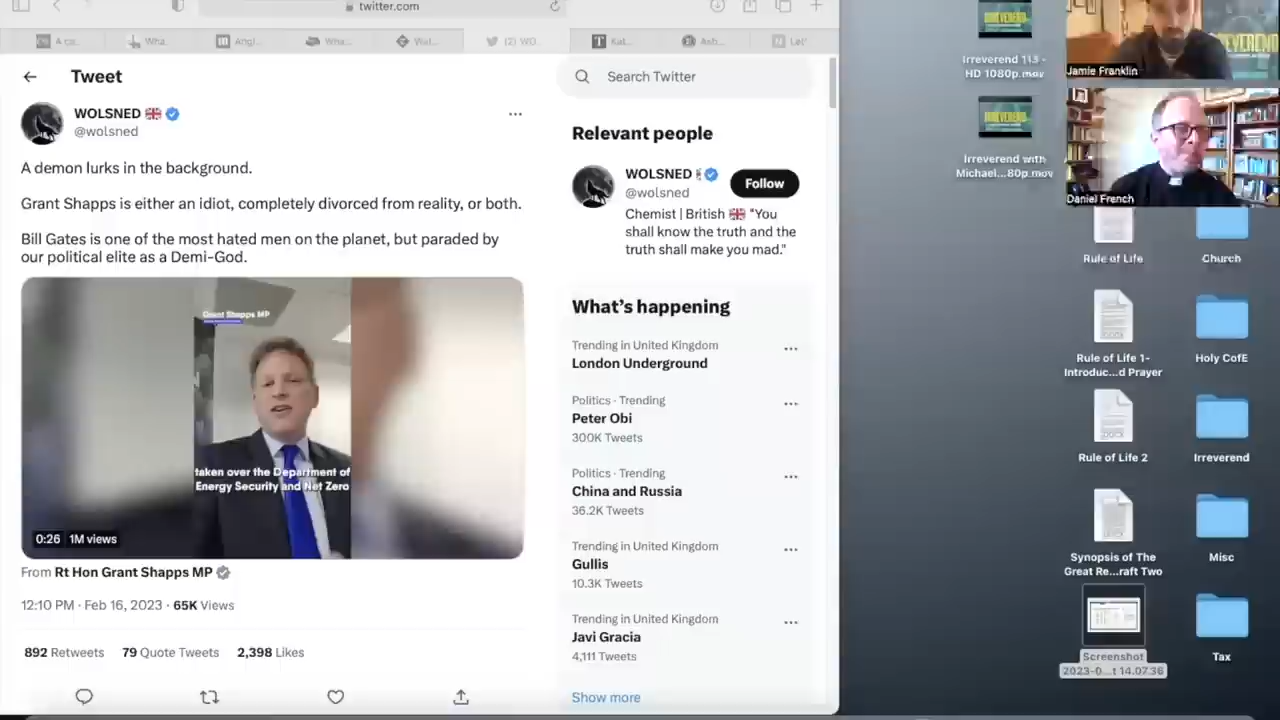 twitter.com
A ca...
Wha...
Angl...
Wha...
Wal...
(2) WO...
Kat...
Ash...
Let'
Tweet
Search Twitter
WOLSNED 🇬🇧
@wolsned
A demon lurks in the background.
Grant Shapps is either an idiot, completely divorced from reality, or both.
Bill Gates is one of the most hated men on the planet, but paraded by
our political elite as a Demi-God.
Grant Shapps MP
taken over the Department of
Energy Security and Net Zero
0:26 1M views
From Rt Hon Grant Shapps MP
12:10 PM · Feb 16, 2023 · 65K Views
892 Retweets 79 Quote Tweets 2,398 Likes
Relevant people
WOLSNED
@wolsned
Follow
Chemist | British 🇬🇧 "You
shall know the truth and the
truth shall make you mad."
What's happening
Trending in United Kingdom
London Underground
Politics · Trending
Peter Obi
300K Tweets
Politics · Trending
China and Russia
36.2K Tweets
Trending in United Kingdom
Gullis
10.3K Tweets
Trending in United Kingdom
Javi Gracia
4,111 Tweets
Show more
IRREVEREND
Irreverend 113 -
HD 1080p.mov
IRREVEREND
Irreverend with
Michael...80p.mov
EVEREND
Jamie Franklin
Daniel French
Rule of Life
Church
Rule of Life 1-
Introduc...d Prayer
Holy CofE
Rule of Life 2
Irreverend
Synopsis of The
Great Re...raft Two
Misc
Screenshot
2023-0...t 14.07.36
Tax